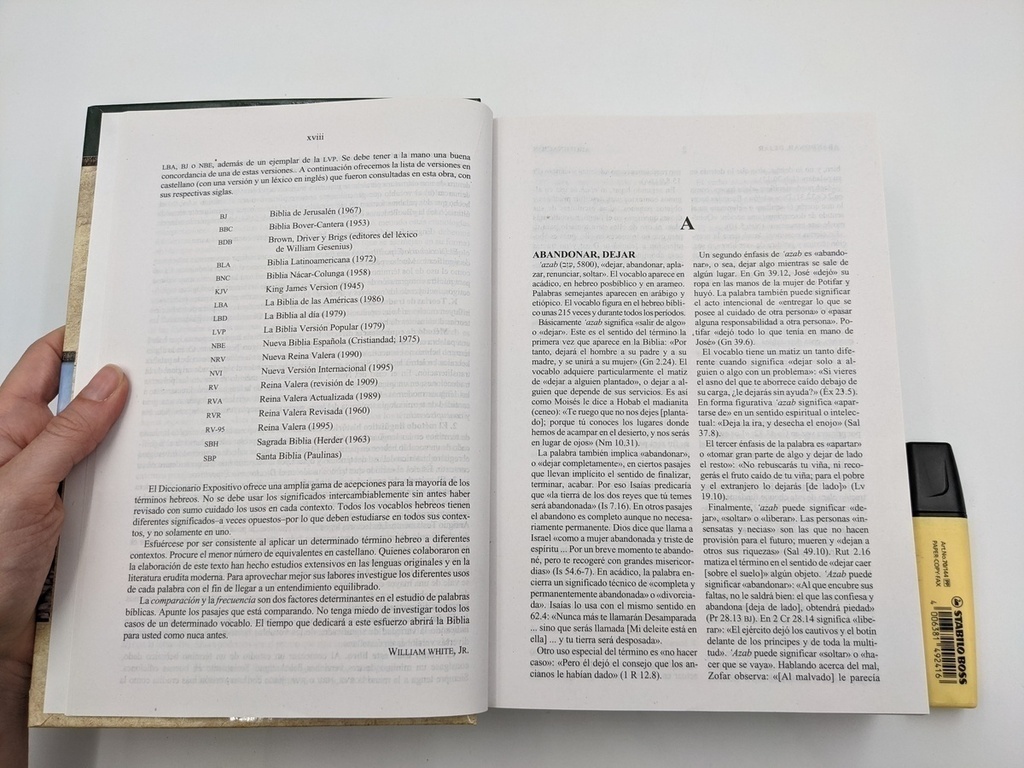 xviii
LBA, BJ o NBE, además de un ejemplar de la LVP. Se debe tener a la mano una buena
concordancia de una de estas versiones.. A continuación ofrecemos la lista de versiones en
castellano (con una versión y un léxico en inglés) que fueron consultadas en esta obra, con
sus respectivas siglas.
BJ Biblia de Jerusalén (1967)
BBC Biblia Bover-Cantera (1953)
BDB Brown, Driver y Brigs (editores del léxico
de William Gesenius)
BLA Biblia Latinoamericana (1972)
BNC Biblia Nácar-Colunga (1958)
KJV King James Version (1945)
LBA La Biblia de las Américas (1986)
LBD La Biblia al día (1979)
LVP La Biblia Versión Popular (1979)
NBE Nueva Biblia Española (Cristiandad; 1975)
NRV Nueva Reina Valera (1990)
NVI Nueva Versión Internacional (1995)
RV Reina Valera (revisión de 1909)
RVA Reina Valera Actualizada (1989)
RVR Reina Valera Revisada (1960)
RV-95 Reina Valera (1995)
SBH Sagrada Biblia (Herder (1963)
SBP Santa Biblia (Paulinas)
El Diccionario Expositivo ofrece una amplia gama de acepciones para la mayoría de los
términos hebreos. No se debe usar los significados intercambiablemente sin antes haber
revisado con sumo cuidado los usos en cada contexto. Todos los vocablos hebreos tienen
diferentes significados–a veces opuestos–por lo que deben estudiarse en todos sus contex-
tos, y no solamente en uno.
Esfuércese por ser consistente al aplicar un determinado término hebreo a diferentes
contextos. Procure el menor número de equivalentes en castellano. Quienes colaboraron en
la elaboración de este texto han hecho estudios extensivos en las lenguas originales y en la
literatura erudita moderna. Para aprovechar mejor sus labores investigue los diferentes usos
de cada palabra con el fin de llegar a un entendimiento equilibrado.
La comparación y la frecuencia son dos factores determinantes en el estudio de palabras
bíblicas. Apunte los pasajes que está comparando. No tenga miedo de investigar todos los
casos de un determinado vocablo. El tiempo que dedicará a este esfuerzo abrirá la Biblia
para usted como nuca antes.
WILLIAM WHITE, JR.
A
ABANDONAR, DEJAR
ʿazab (עזב, 5800), «dejar, abandonar, apla-
zar, renunciar, soltar». El vocablo aparece en
acádico, en hebreo posbíblico y en arameo.
Palabras semejantes aparecen en arábigo y
etiópico. El vocablo figura en el hebreo bíbli-
co unas 215 veces y durante todos los períodos.
Básicamente ʿazab significa «salir de algo»
o «dejar». Este es el sentido del término la
primera vez que aparece en la Biblia: «Por
tanto, dejará el hombre a su padre y a su
madre, y se unirá a su mujer» (Gn 2.24). El
vocablo adquiere particularmente el matiz
de «dejar a alguien plantado», o dejar a al-
guien que depende de sus servicios. Es así
como Moisés le dice a Hobab el madianita
(ceneo): «Te ruego que no nos dejes [planta-
do]; porque tú conoces los lugares donde
hemos de acampar en el desierto, y nos serás
en lugar de ojos» (Nm 10.31).
La palabra también implica «abandonar»,
o «dejar completamente», en ciertos pasajes
que llevan implícito el sentido de finalizar,
terminar, acabar. Por eso Isaías predicaría
que «la tierra de los dos reyes que tú temes
será abandonada» (Is 7.16). En otros pasajes
el abandono es completo aunque no necesa-
riamente permanente. Dios dice que llama a
Israel «como a mujer abandonada y triste de
espíritu ... Por un breve momento te abando-
né, pero te recogeré con grandes misericor-
dias» (Is 54.6-7). En acádico, la palabra en-
cierra un significado técnico de «completa y
permanentemente abandonada» o «divorcia-
da». Isaías lo usa con el mismo sentido en
62.4: «Nunca más te llamarán Desamparada
... sino que serás llamada [Mi deleite está en
ella] ... y tu tierra será desposada».
Otro uso especial del término es «no hacer
caso»: «Pero él dejó el consejo que los an-
cianos le habían dado» (1 R 12.8).
Un segundo énfasis de ʿazab es «abando-
nar», o sea, dejar algo mientras se sale de
algún lugar. En Gn 39.12, José «dejó» su
ropa en las manos de la mujer de Potifar y
huyó. La palabra también puede significar
el acto intencional de «entregar lo que se
posee al cuidado de otra persona» o «pasar
alguna responsabilidad a otra persona». Po-
tifar «dejó todo lo que tenía en mano de
José» (Gn 39.6).
El vocablo tiene un matiz un tanto dife-
rente cuando significa «dejar solo a al-
guien o algo con un problema»: «Si vieres
el asno del que te aborrece caído debajo de
su carga, ¿le dejarás sin ayuda?» (Éx 23.5).
En forma figurativa ʿazab significa «apar-
tarse de» en un sentido espiritual o intelec-
tual: «Deja la ira, y desecha el enojo» (Sal
37.8).
El tercer énfasis de la palabra es «apartar»
o «tomar gran parte de algo y dejar de lado
el resto»: «No rebuscarás tu viña, ni reco-
gerás el fruto caído de tu viña; para el pobre
y el extranjero lo dejarás [de lado]» (Lv
19.10).
Finalmente, ʿazab puede significar «de-
jar», «soltar» o «liberar». Las personas «in-
sensatas y necias» son las que no hacen
provisión para el futuro; mueren y «dejan a
otros sus riquezas» (Sal 49.10). Rut 2.16
matiza el término en el sentido de «dejar caer
[sobre el suelo]» algún objeto. ʿAzab puede
significar «abandonar»: «Al que encubre sus
faltas, no le saldrá bien: el que las confiesa y
abandona [deja de lado], obtendrá piedad»
(Pr 28.13 BJ). En 2 Cr 28.14 significa «libe-
rar»: «El ejército dejó los cautivos y el botín
delante de los príncipes y de toda la multi-
tud». ʿAzab puede significar «soltar» o «ha-
cer que se vaya». Hablando acerca del mal,
Zofar observa: «[Al malvado] le parecía
STABILO BOSS
Art.No 70/144
PAPER COPY FAX
4 006381 492416